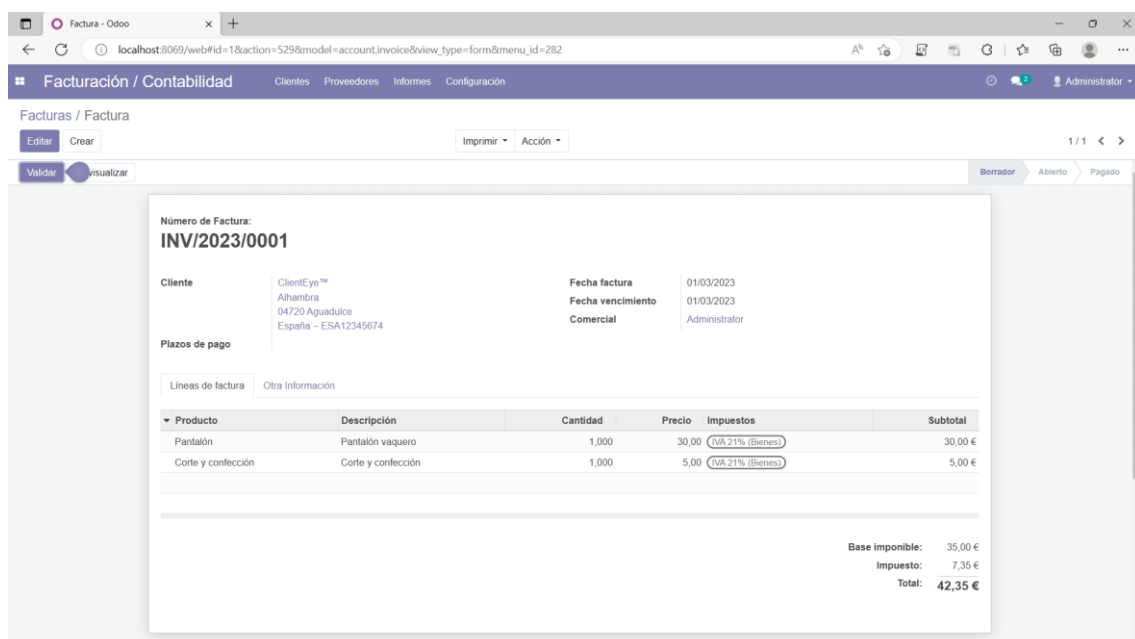 Factura - Odoo
localhost:8069/web#id=1&action=529&model=account.invoice&view_type=form&menu_id=282
Facturación / Contabilidad Clientes Proveedores Informes Configuración 2 Administrator
Facturas / Factura
Editar Crear Imprimir Acción 1 / 1
Validar visualizar Borrador Abierto Pagado
Número de Factura:
INV/2023/0001
Cliente ClientEye™ Fecha factura 01/03/2023
Alhambra Fecha vencimiento 01/03/2023
04720 Aguadulce Comercial Administrator
España – ESA12345674
Plazos de pago
Líneas de factura Otra Información
Producto Descripción Cantidad Precio Impuestos Subtotal
Pantalón Pantalón vaquero 1,000 30,00 IVA 21% (Bienes) 30,00 €
Corte y confección Corte y confección 1,000 5,00 IVA 21% (Bienes) 5,00 €
Base imponible: 35,00 €
Impuesto: 7,35 €
Total: 42,35 €